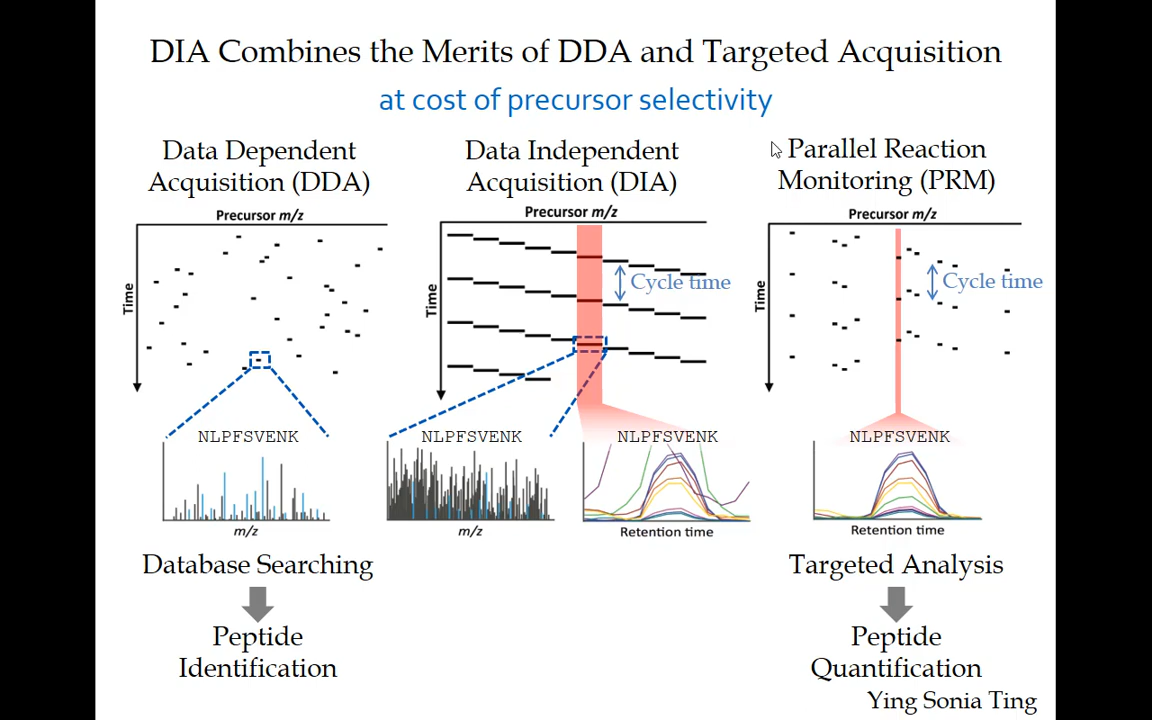 DIA Combines the Merits of DDA and Targeted Acquisition
at cost of precursor selectivity
Data Dependent
Acquisition (DDA)
Precursor m/z
Time
NLPFSVENK
m/z
Database Searching
Peptide
Identification
Data Independent
Acquisition (DIA)
Precursor m/z
Time
Cycle time
NLPFSVENK
m/z
NLPFSVENK
Retention time
Parallel Reaction
Monitoring (PRM)
Precursor m/z
Time
Cycle time
NLPFSVENK
Retention time
Targeted Analysis
Peptide
Quantification
Ying Sonia Ting